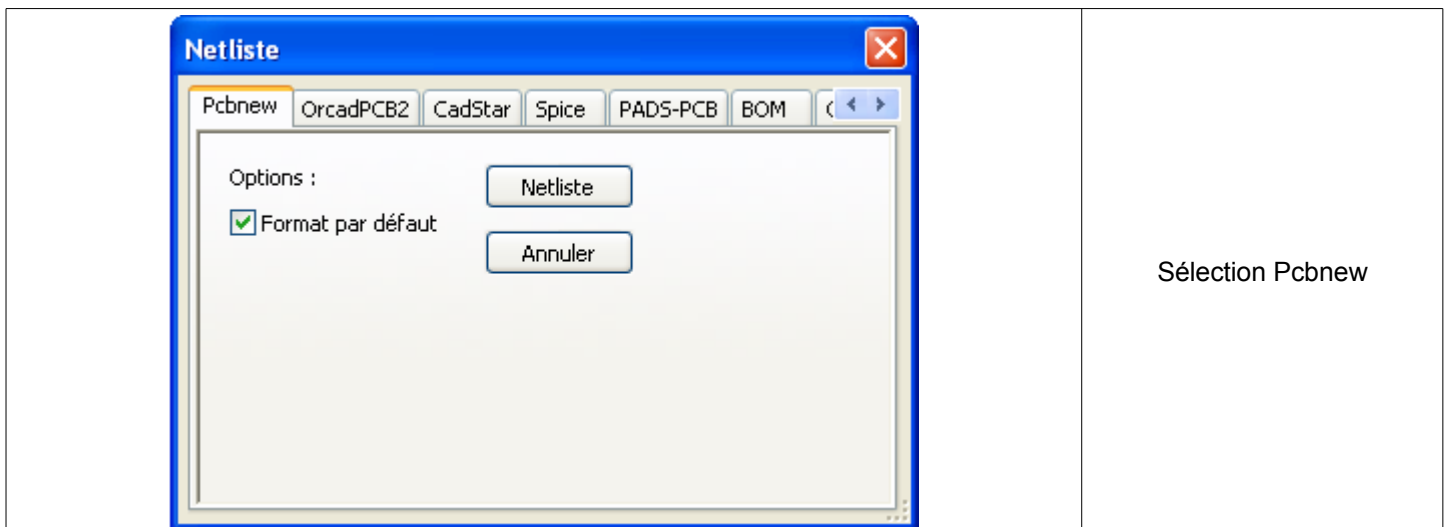 Netliste
Pcbnew OrcadPCB2 CadStar Spice PADS-PCB BOM
Options :
Netliste
Format par défaut
Annuler
Sélection Pcbnew